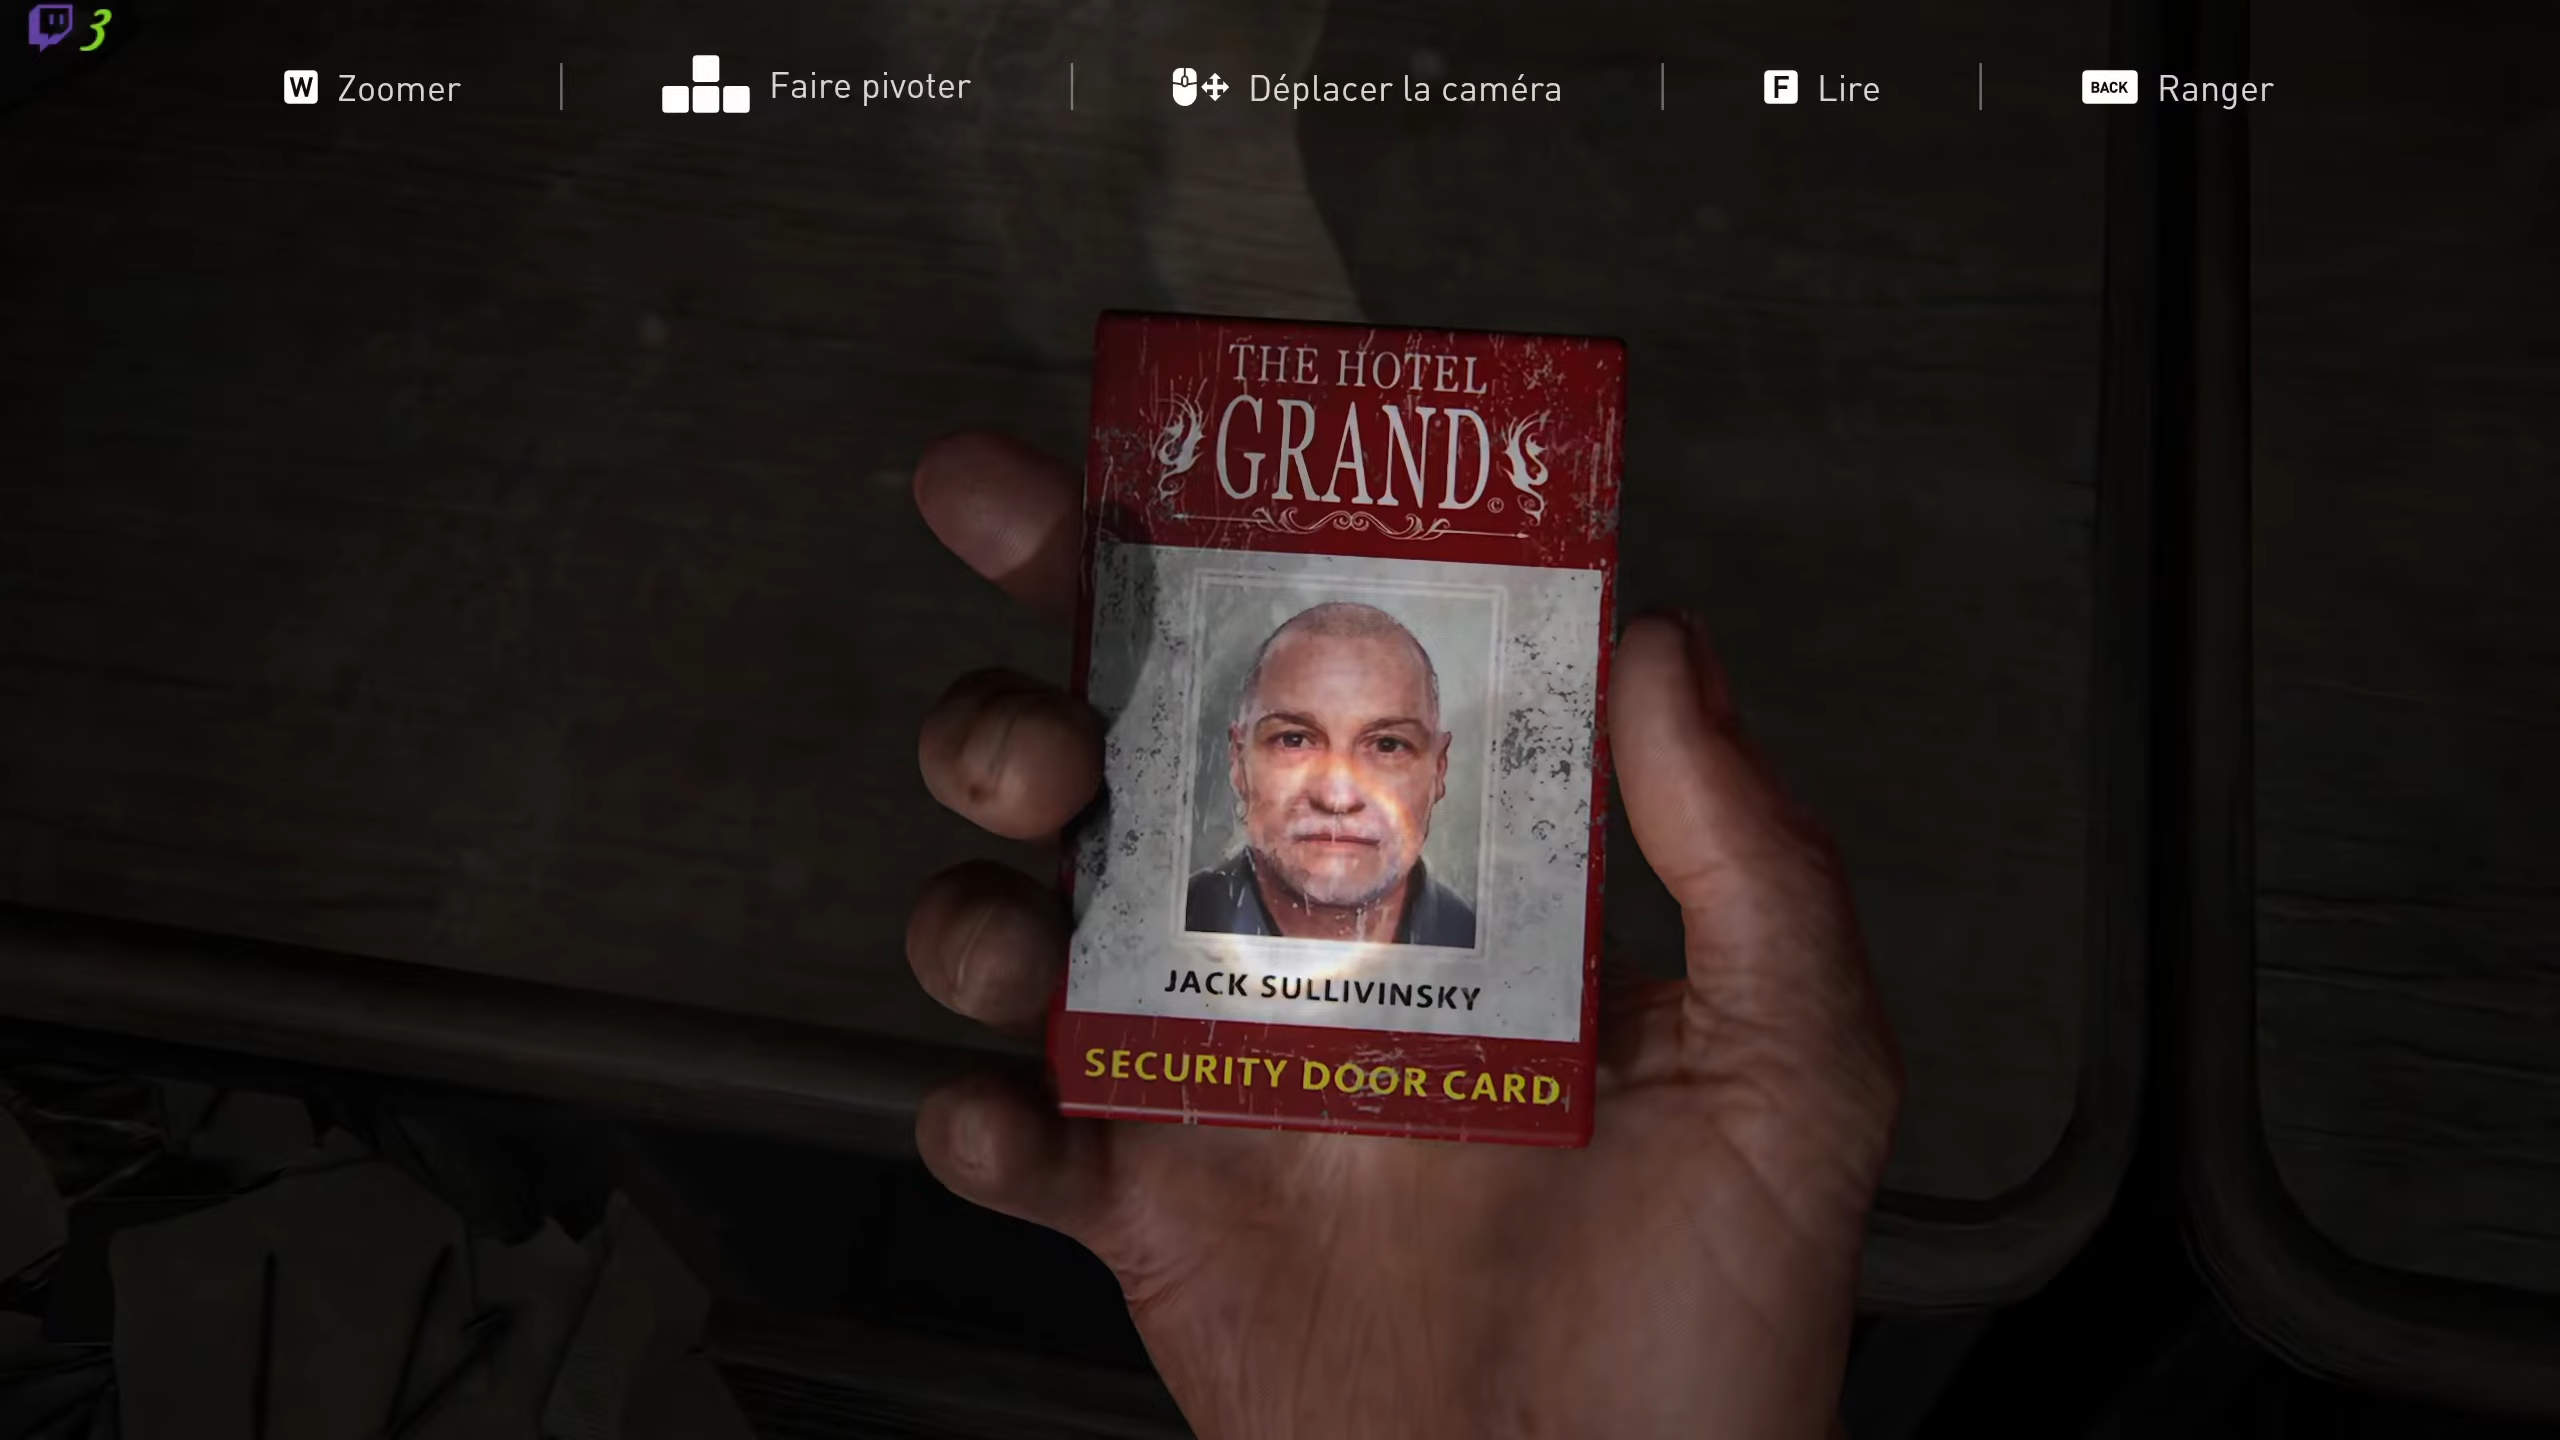 3
W Zoomer
Faire pivoter
Déplacer la caméra
F Lire
BACK Ranger
THE HOTEL
GRAND©
JACK SULLIVINSKY
SECURITY DOOR CARD